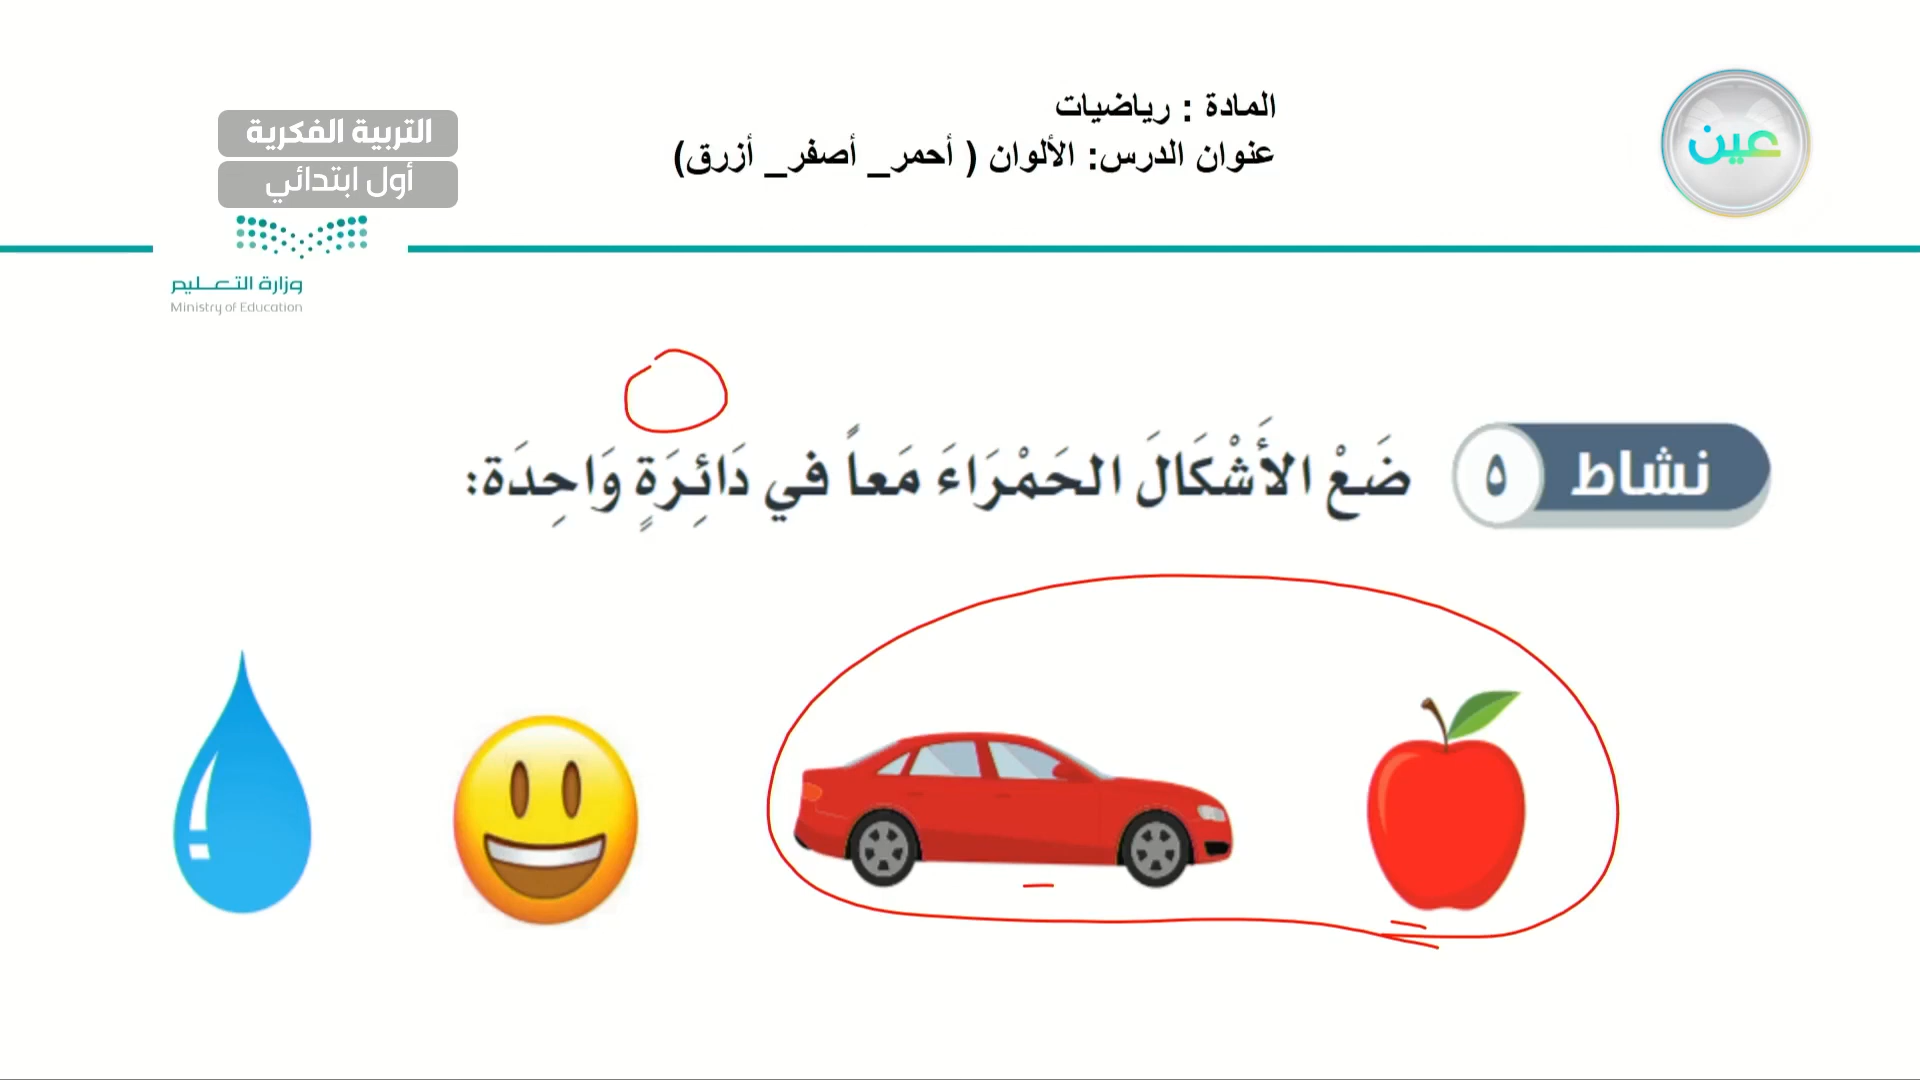 المادة : رياضيات
عنوان الدرس: الألوان ( أحمر_ أصفر_ أزرق)
عين
التربية الفكرية
أول ابتدائي
وزارة التعـليم
Ministry of Education
نشاط ٥ ضَعْ الأَشْكَالَ الحَمْرَاءَ مَعاً في دَائِرَةٍ وَاحِدَة: